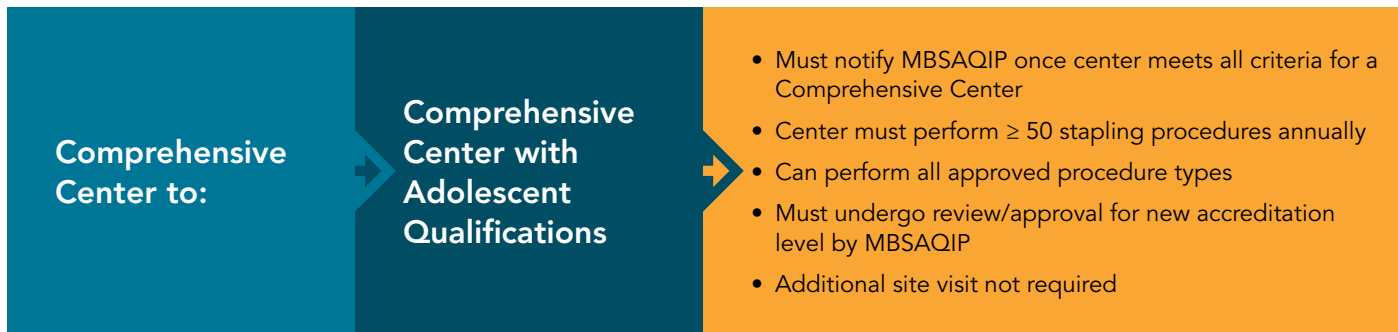 Comprehensive
Center to:
Comprehensive
Center with
Adolescent
Qualifications
• Must notify MBSAQIP once center meets all criteria for a
Comprehensive Center
• Center must perform ≥ 50 stapling procedures annually
• Can perform all approved procedure types
• Must undergo review/approval for new accreditation
level by MBSAQIP
• Additional site visit not required